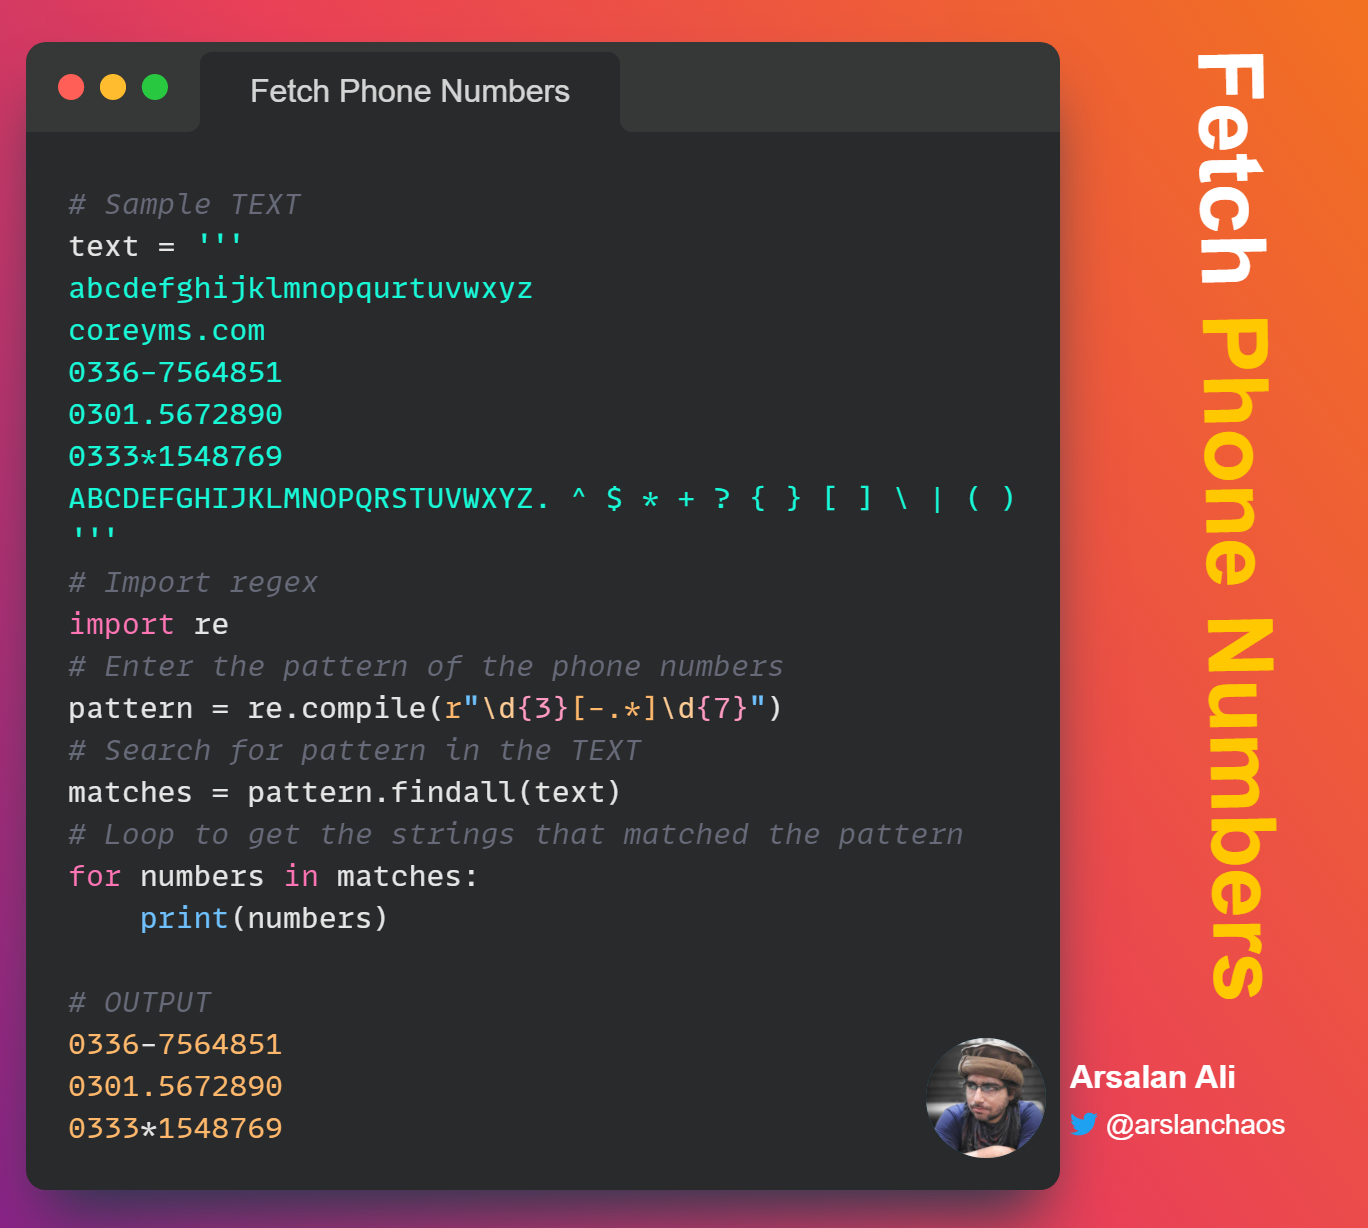 Fetch Phone Numbers
# Sample TEXT
text = '''
abcdefghijklmnopqurtuvwxyz
coreyms.com
0336-7564851
0301.5672890
0333*1548769
ABCDEFGHIJKLMNOPQRSTUVWXYZ. ^ $ * + ? { } [ ] \ | ( )
'''
# Import regex
import re
# Enter the pattern of the phone numbers
pattern = re.compile(r"\d{3}[-.*]\d{7}")
# Search for pattern in the TEXT
matches = pattern.findall(text)
# Loop to get the strings that matched the pattern
for numbers in matches:
    print(numbers)
# OUTPUT
0336-7564851
0301.5672890
0333*1548769
Fetch Phone Numbers
Arsalan Ali
@arslanchaos